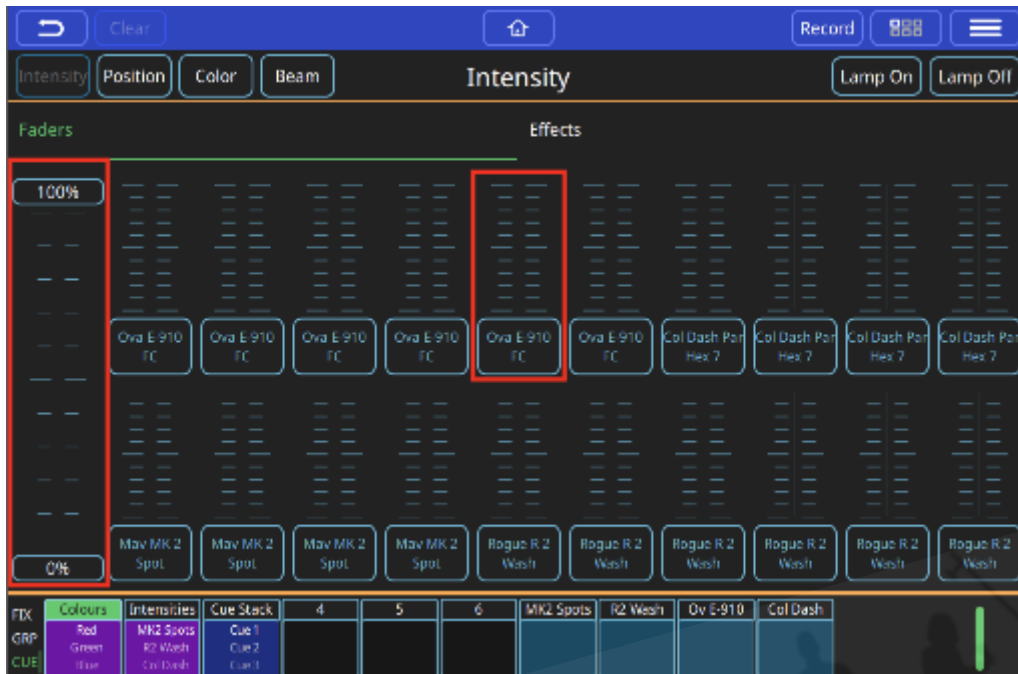 Clear
Record
Intensity Position Color Beam Intensity Lamp On Lamp Off
Faders Effects
100%
Ova E-910 Ova E-910 Ova E-910 Ova E-910 Ova E-910 Ova E-910 Col Dash Par Col Dash Par Col Dash Par Col Dash Par
FC FC FC FC FC FC Hex 7 Hex 7 Hex 7 Hex 7
Mav MK 2 Mav MK 2 Mav MK 2 Mav MK 2 Rogue R 2 Rogue R 2 Rogue R 2 Rogue R 2 Rogue R 2 Rogue R 2
Spot Spot Spot Spot Wash Wash Wash Wash Wash Wash
0%
FIX Colours Intensities Cue Stack 4 5 6 MK2 Spots R2 Wash Ov E-910 Col Dash
Red MK2 Spots Cue 1
GRP Green R2 Wash Cue 2
CUE Blue Col Dash Cue 3